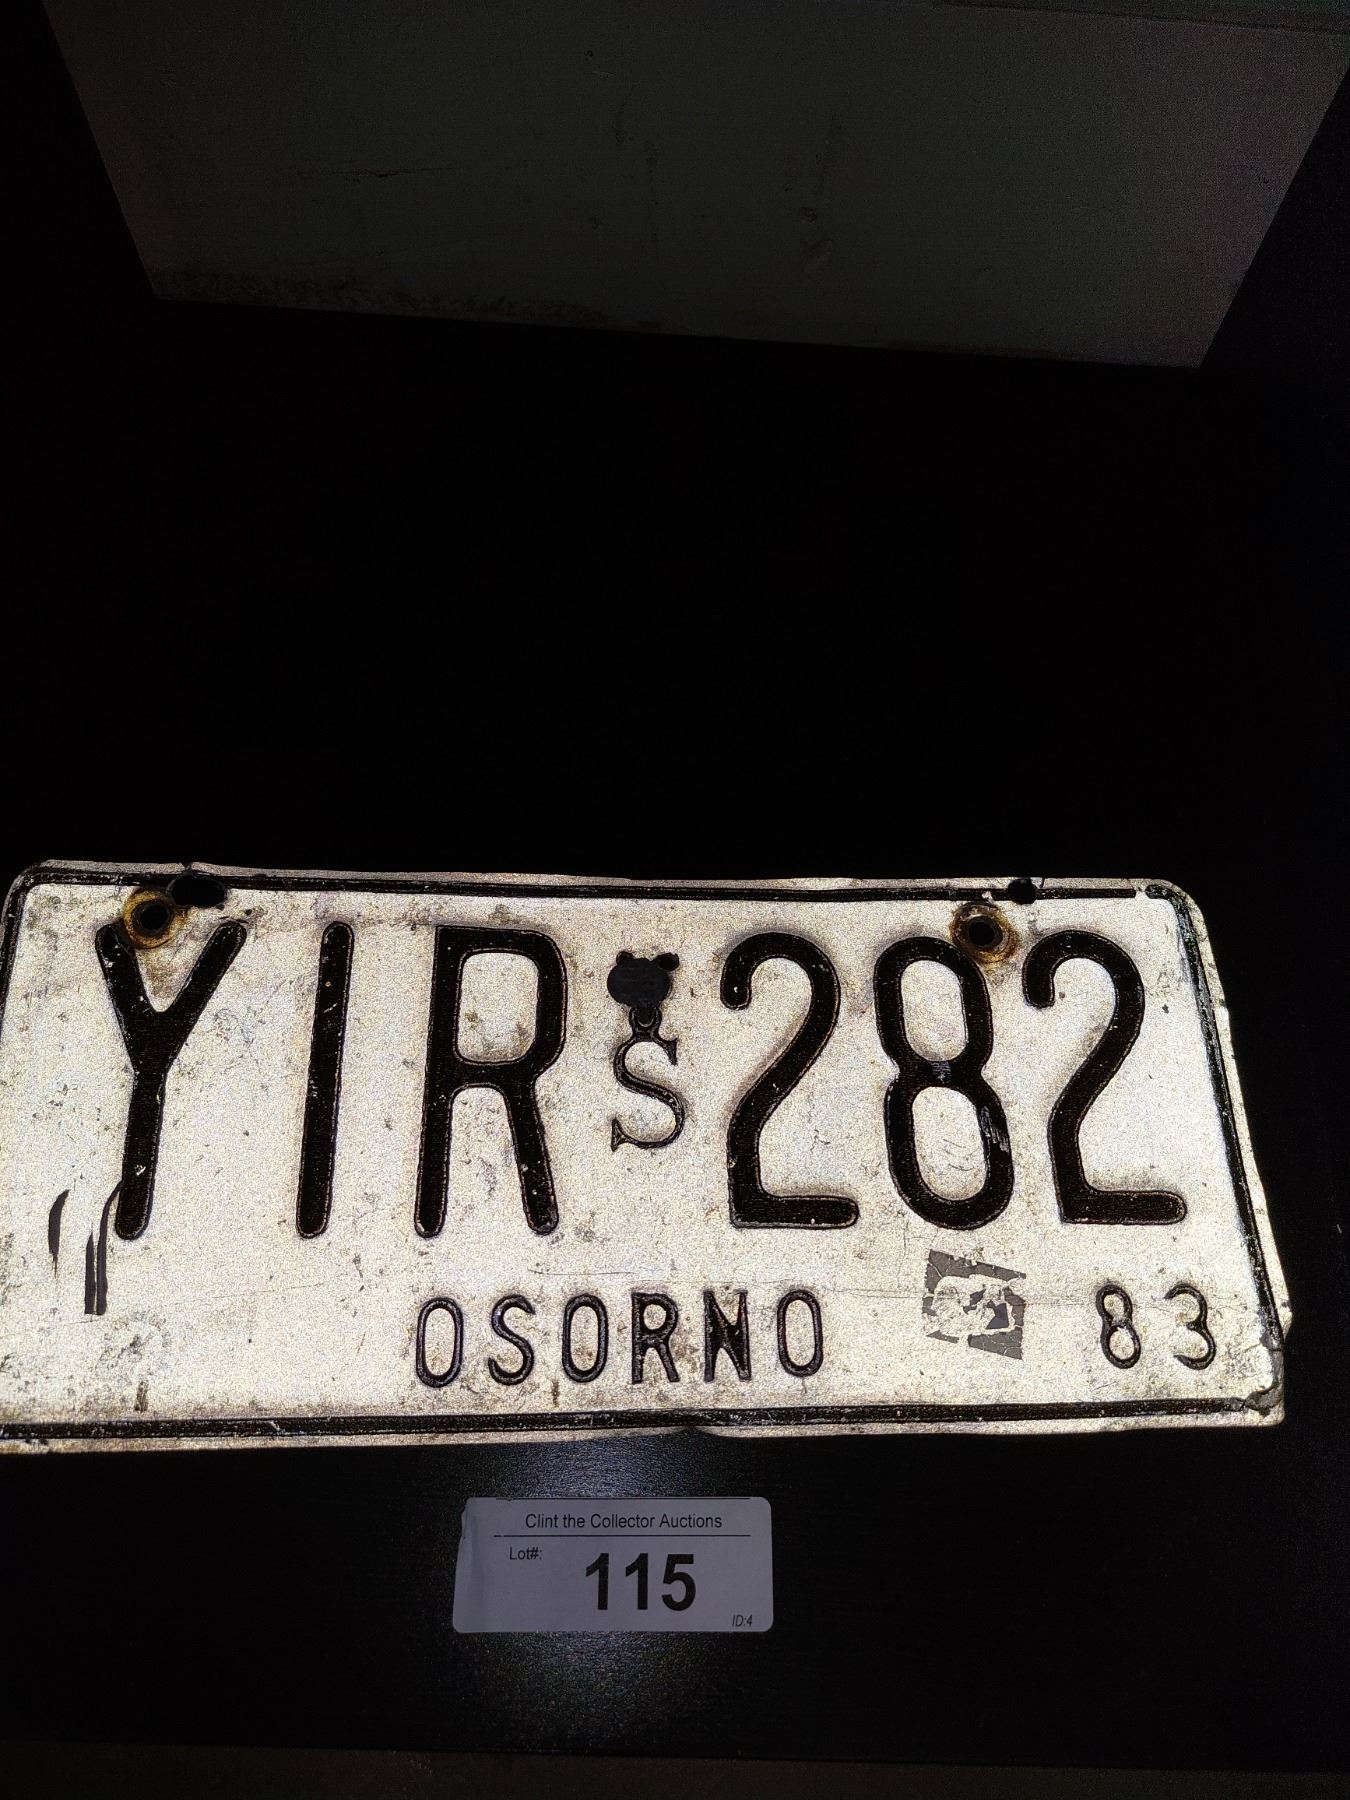 YIR S 282
OSORNO 83
Clint the Collector Auctions
Lot#: 115
ID:4